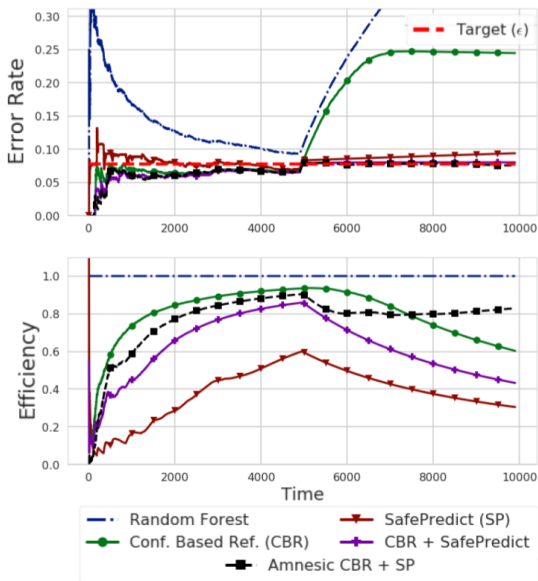 0.30
0.25
0.20
0.15
0.10
0.05
0.00
Error Rate
Target (ϵ)
0 2000 4000 6000 8000 10000
1.0
0.8
0.6
0.4
0.2
0.0
Efficiency
0 2000 4000 6000 8000 10000
Time
Random Forest SafePredict (SP)
Conf. Based Ref. (CBR) CBR + SafePredict
Amnesic CBR + SP